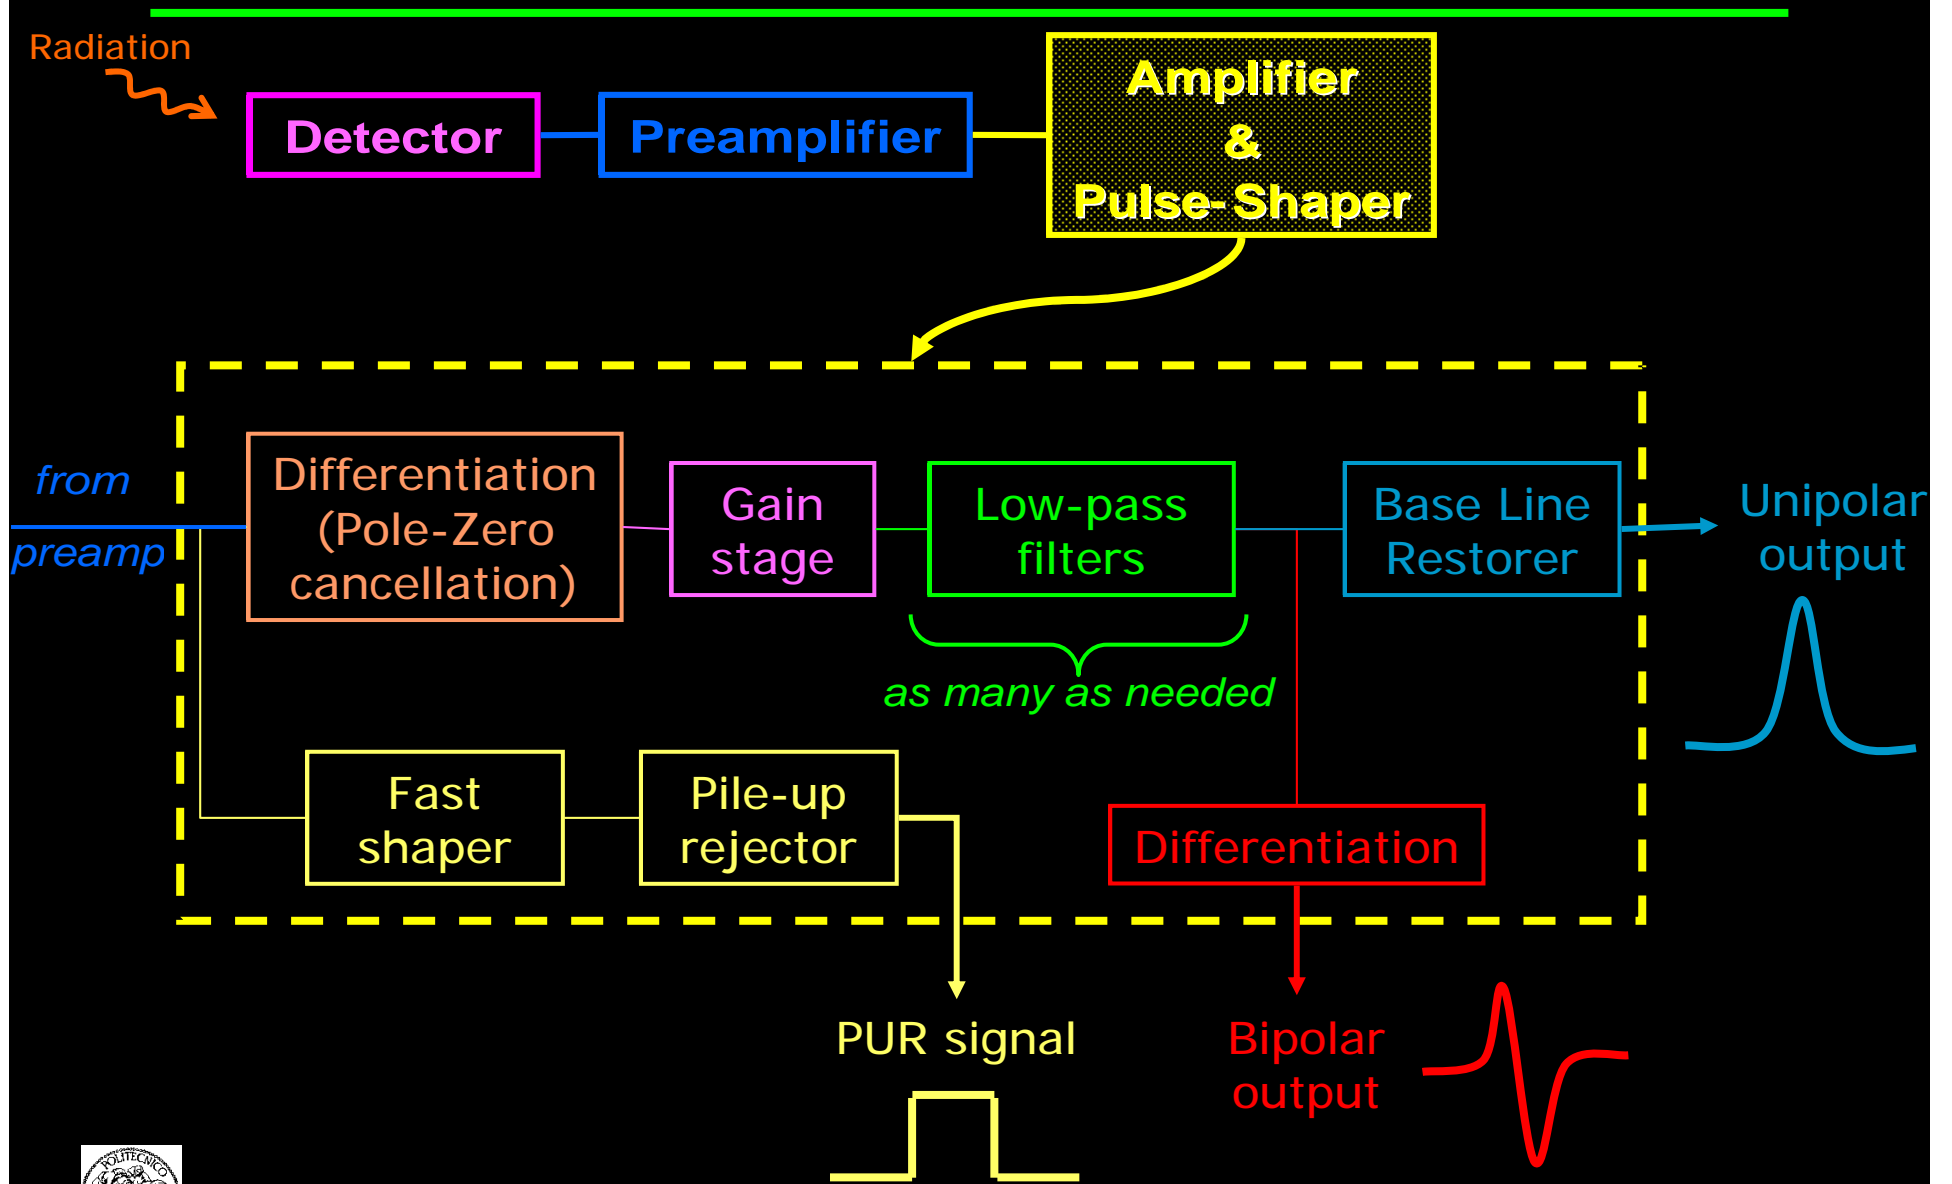 Radiation
Detector
Preamplifier
Amplifier
&
Pulse-Shaper
from
preamp
Differentiation
(Pole-Zero
cancellation)
Gain
stage
Low-pass
filters
Base Line
Restorer
Unipolar
output
as many as needed
Fast
shaper
Pile-up
rejector
Differentiation
PUR signal
Bipolar
output
POLITECNICO